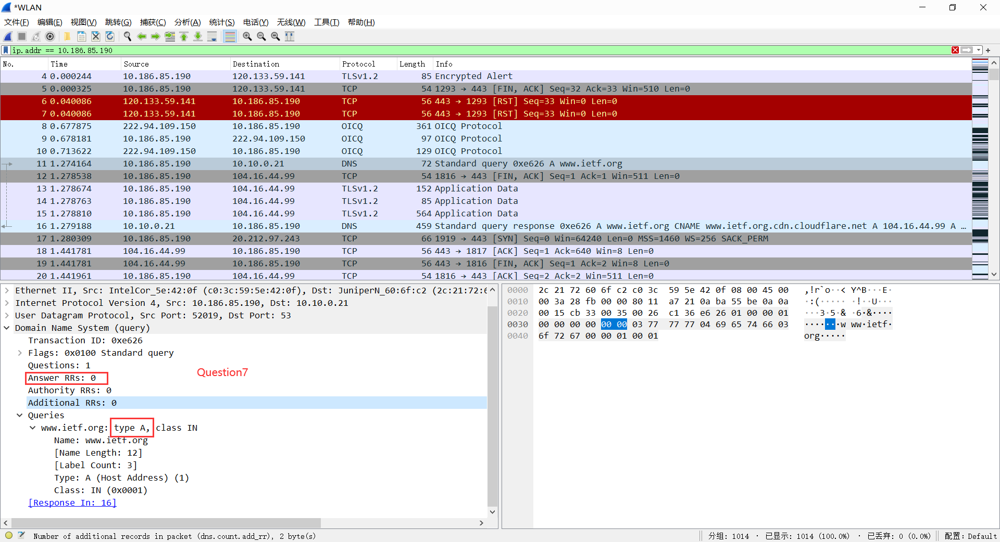 *WLAN
文件(F) 编辑(E) 视图(V) 跳转(G) 捕获(C) 分析(A) 统计(S) 电话(Y) 无线(W) 工具(T) 帮助(H)
ip.addr == 10.186.85.190
No. Time Source Destination Protocol Length Info
4 0.000244 10.186.85.190 120.133.59.141 TLSv1.2 85 Encrypted Alert
5 0.000325 10.186.85.190 120.133.59.141 TCP 54 1293 → 443 [FIN, ACK] Seq=32 Ack=33 Win=510 Len=0
6 0.040086 120.133.59.141 10.186.85.190 TCP 56 443 → 1293 [RST] Seq=33 Win=0 Len=0
7 0.040086 120.133.59.141 10.186.85.190 TCP 56 443 → 1293 [RST] Seq=33 Win=0 Len=0
8 0.677875 222.94.109.150 10.186.85.190 OICQ 361 OICQ Protocol
9 0.678181 10.186.85.190 222.94.109.150 OICQ 97 OICQ Protocol
10 0.713622 222.94.109.150 10.186.85.190 OICQ 129 OICQ Protocol
11 1.274164 10.186.85.190 10.10.0.21 DNS 72 Standard query 0xe626 A www.ietf.org
12 1.278538 10.186.85.190 104.16.44.99 TCP 54 1816 → 443 [FIN, ACK] Seq=1 Ack=1 Win=511 Len=0
13 1.278674 10.186.85.190 104.16.44.99 TLSv1.2 152 Application Data
14 1.278763 10.186.85.190 104.16.44.99 TLSv1.2 85 Application Data
15 1.278810 10.186.85.190 104.16.44.99 TLSv1.2 564 Application Data
16 1.279188 10.10.0.21 10.186.85.190 DNS 459 Standard query response 0xe626 A www.ietf.org CNAME www.ietf.org.cdn.cloudflare.net A 104.16.44.99 A …
17 1.280309 10.186.85.190 20.212.97.243 TCP 66 1919 → 443 [SYN] Seq=0 Win=64240 Len=0 MSS=1460 WS=256 SACK_PERM
18 1.441781 104.16.44.99 10.186.85.190 TCP 56 443 → 1817 [ACK] Seq=1 Ack=640 Win=8 Len=0
19 1.441781 104.16.44.99 10.186.85.190 TCP 56 443 → 1816 [FIN, ACK] Seq=1 Ack=2 Win=8 Len=0
20 1.441961 10.186.85.190 104.16.44.99 TCP 54 1816 → 443 [ACK] Seq=2 Ack=2 Win=511 Len=0
Ethernet II, Src: IntelCor_5e:42:0f (c0:3c:59:5e:42:0f), Dst: JuniperN_60:6f:c2 (2c:21:72:6
Internet Protocol Version 4, Src: 10.186.85.190, Dst: 10.10.0.21
User Datagram Protocol, Src Port: 52019, Dst Port: 53
Domain Name System (query)
Transaction ID: 0xe626
Flags: 0x0100 Standard query
Questions: 1
Answer RRs: 0
Question7
Authority RRs: 0
Additional RRs: 0
Queries
www.ietf.org: type A, class IN
Name: www.ietf.org
[Name Length: 12]
[Label Count: 3]
Type: A (Host Address) (1)
Class: IN (0x0001)
[Response In: 16]
0000 2c 21 72 60 6f c2 c0 3c 59 5e 42 0f 08 00 45 00 ,!r`o··< Y^B···E·
0010 00 3a 28 fb 00 00 80 11 a7 21 0a ba 55 be 0a 0a ·:(····· ·!··U···
0020 00 15 cb 33 00 35 00 26 c1 36 e6 26 01 00 00 01 ···3·5·& ·6·&····
0030 00 00 00 00 00 00 03 77 77 77 04 69 65 74 66 03 ·······w ww·ietf·
0040 6f 72 67 00 00 01 00 01 org·····
Number of additional records in packet (dns.count.add_rr), 2 byte(s)
分组: 1014 · 已显示: 1014 (100.0%) · 已丢弃: 0 (0.0%)
配置: Default